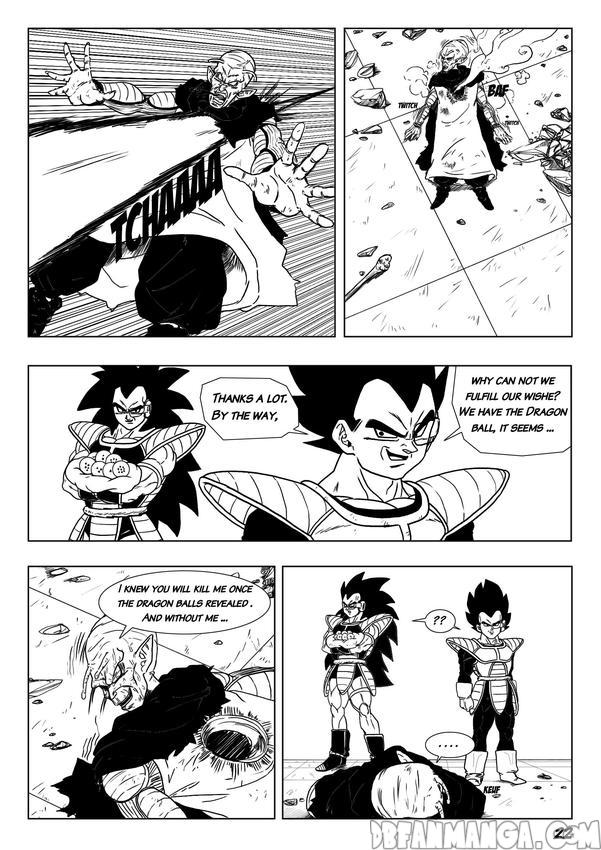 TCHAAAAA
BAF
TWITCH
TWITCH
THANKS A LOT.
BY THE WAY,
WHY CAN NOT WE
FULFILL OUR WISHE?
WE HAVE THE DRAGON
BALL, IT SEEMS ...
I KNEW YOU WILL KILL ME ONCE
THE DRAGON BALLS REVEALED .
AND WITHOUT ME ...
??
....
KEUF
22
DBFANMANGA.COM